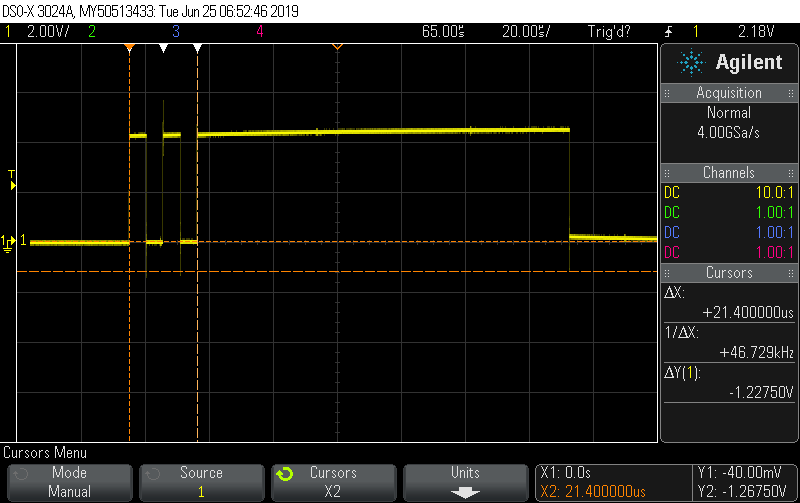 DSO-X 3024A, MY50513433: Tue Jun 25 06:52:46 2019
1 2.00V/ 2 3 4 65.00s 20.00s/ Trig'd? 1 2.18V
Agilent
Acquisition
Normal
4.00GSa/s
Channels
DC 10.0:1
DC 1.00:1
DC 1.00:1
DC 1.00:1
Cursors
ΔX:
+21.400000us
1/ΔX:
+46.729kHz
ΔY(1):
-1.22750V
T
1 1
Cursors Menu
Mode
Manual
Source
1
Cursors
X2
Units
X1: 0.0s
X2: 21.400000us
Y1: -40.00mV
Y2: -1.26750V